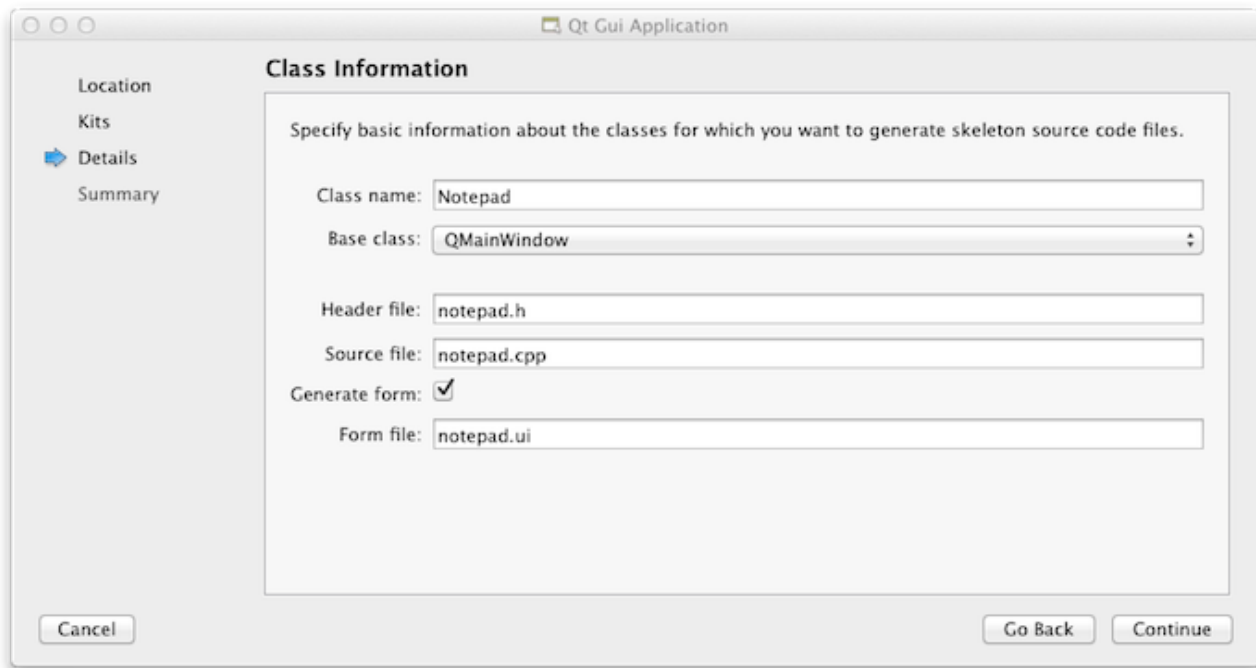 Qt Gui Application
Location
Kits
Details
Summary
Class Information
Specify basic information about the classes for which you want to generate skeleton source code files.
Class name: Notepad
Base class: QMainWindow
Header file: notepad.h
Source file: notepad.cpp
Generate form:
Form file: notepad.ui
Cancel
Go Back
Continue